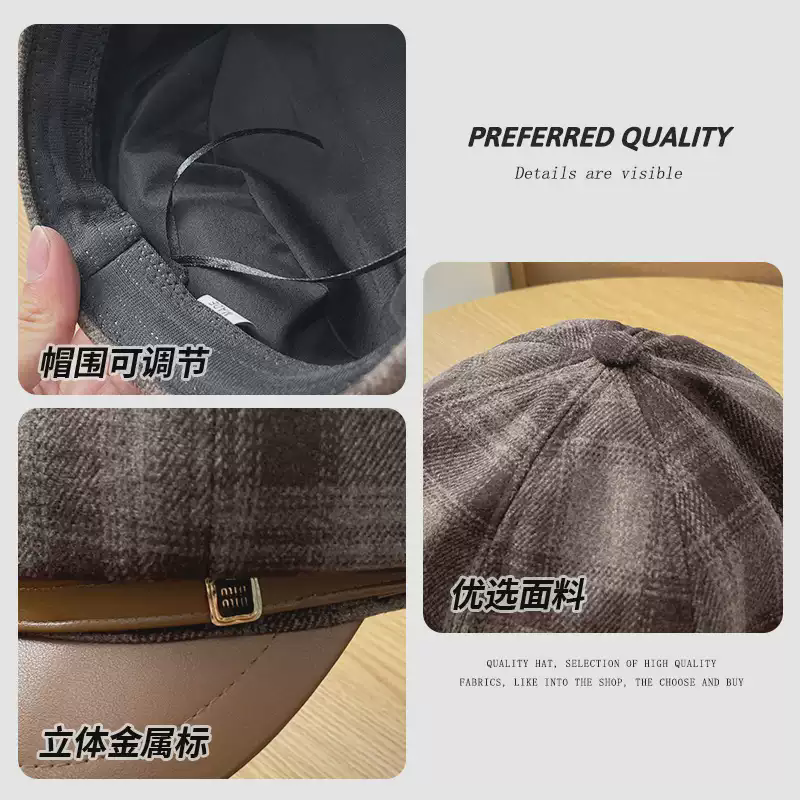 PREFERRED QUALITY
Details are visible
帽围可调节
优选面料
立体金属标
QUALITY HAT, SELECTION OF HIGH QUALITY
FABRICS, LIKE INTO THE SHOP, THE CHOOSE AND BUY